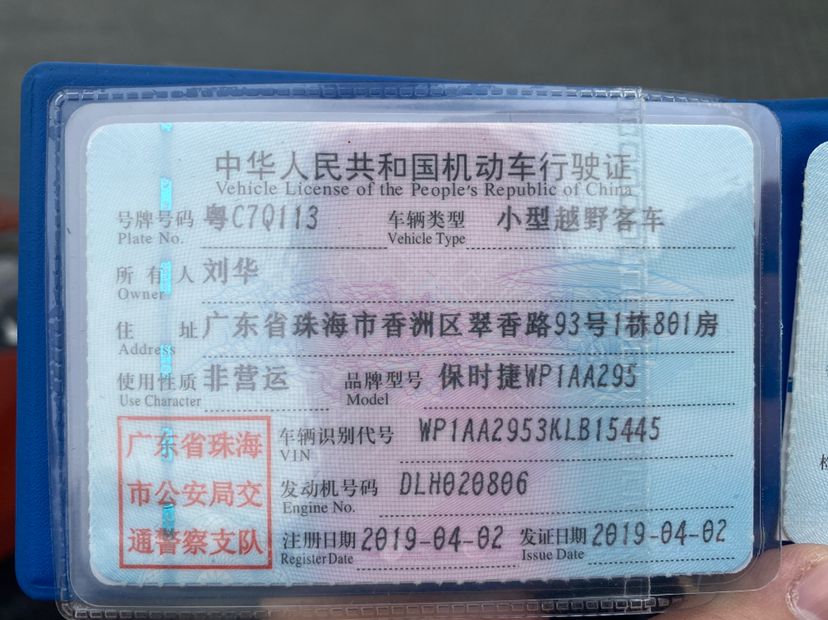 中华人民共和国机动车行驶证
Vehicle License of the People's Republic of China
号牌号码 粤C7Q113 车辆类型 小型越野客车
Plate No. Vehicle Type
所有人 刘华
Owner
住址 广东省珠海市香洲区翠香路93号1栋801房
Address
使用性质 非营运 品牌型号 保时捷WP1AA295
Use Character Model
广东省珠海 车辆识别代号 WP1AA2953KLB15445
VIN
市公安局交 发动机号码 DLH020806
Engine No.
通警察支队 注册日期 2019-04-02 发证日期 2019-04-02
Register Date Issue Date